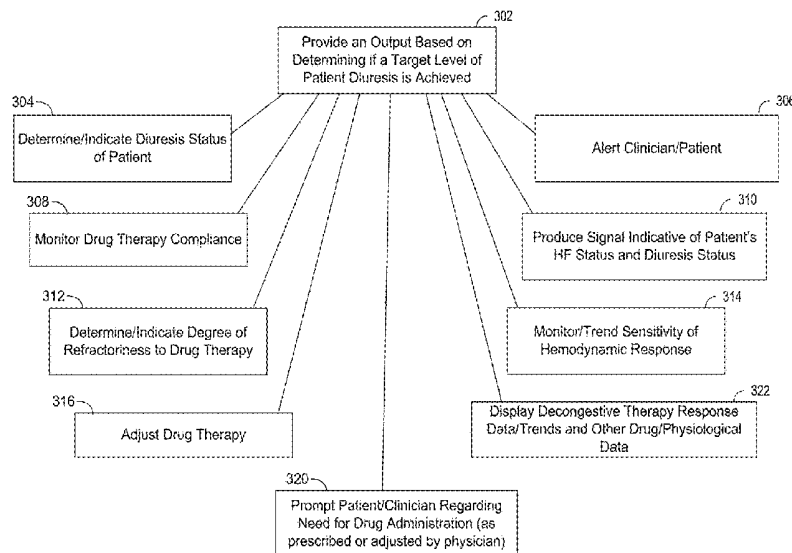 302
Provide an Output Based on
Determining if a Target Level of
Patient Diuresis is Achieved
304
Determine/Indicate Diuresis Status
of Patient
306
Alert Clinician/Patient
308
Monitor Drug Therapy Compliance
310
Produce Signal Indicative of Patient's
HF Status and Diuresis Status
312
Determine/Indicate Degree of
Refractoriness to Drug Therapy
314
Monitor/Trend Sensitivity of
Hemodynamic Response
316
Adjust Drug Therapy
322
Display Decongestive Therapy Response
Data/Trends and Other Drug/Physiological
Data
320
Prompt Patient/Clinician Regarding
Need for Drug Administration (as
prescribed or adjusted by physician)